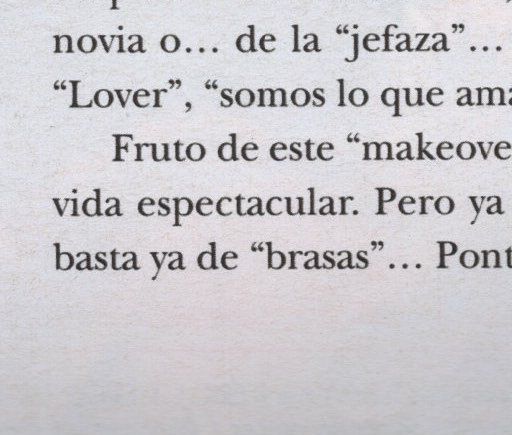 novia o… de la “jefaza”…
“Lover”, “somos lo que ama
Fruto de este “makeove
vida espectacular. Pero ya
basta ya de “brasas”… Pont